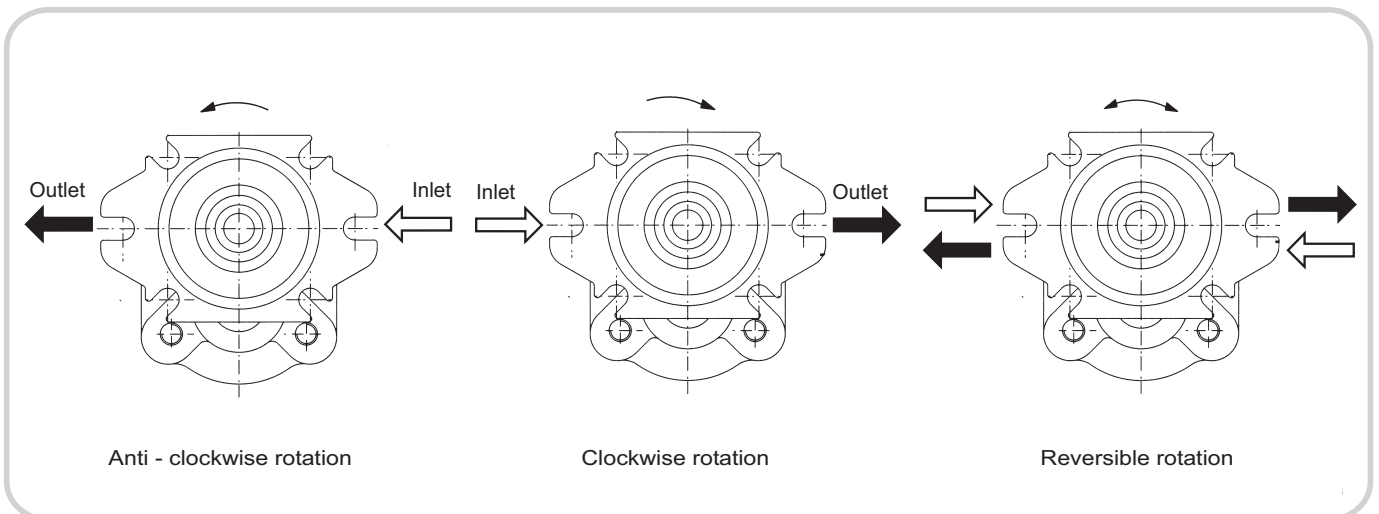 Outlet
Inlet
Inlet
Outlet
Anti - clockwise rotation
Clockwise rotation
Reversible rotation